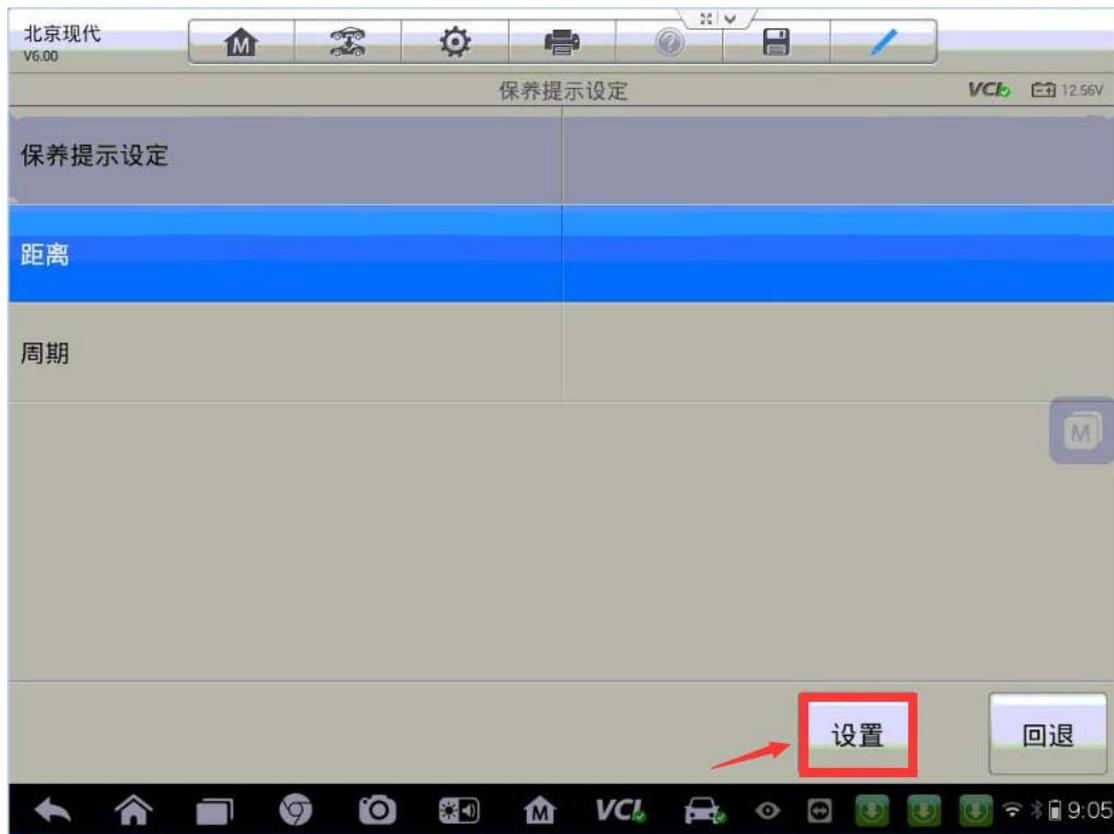 北京现代
V6.00
M
保养提示设定
VCI 12.56V
保养提示设定
距离
周期
M
设置
回退
M
VCI
9:05